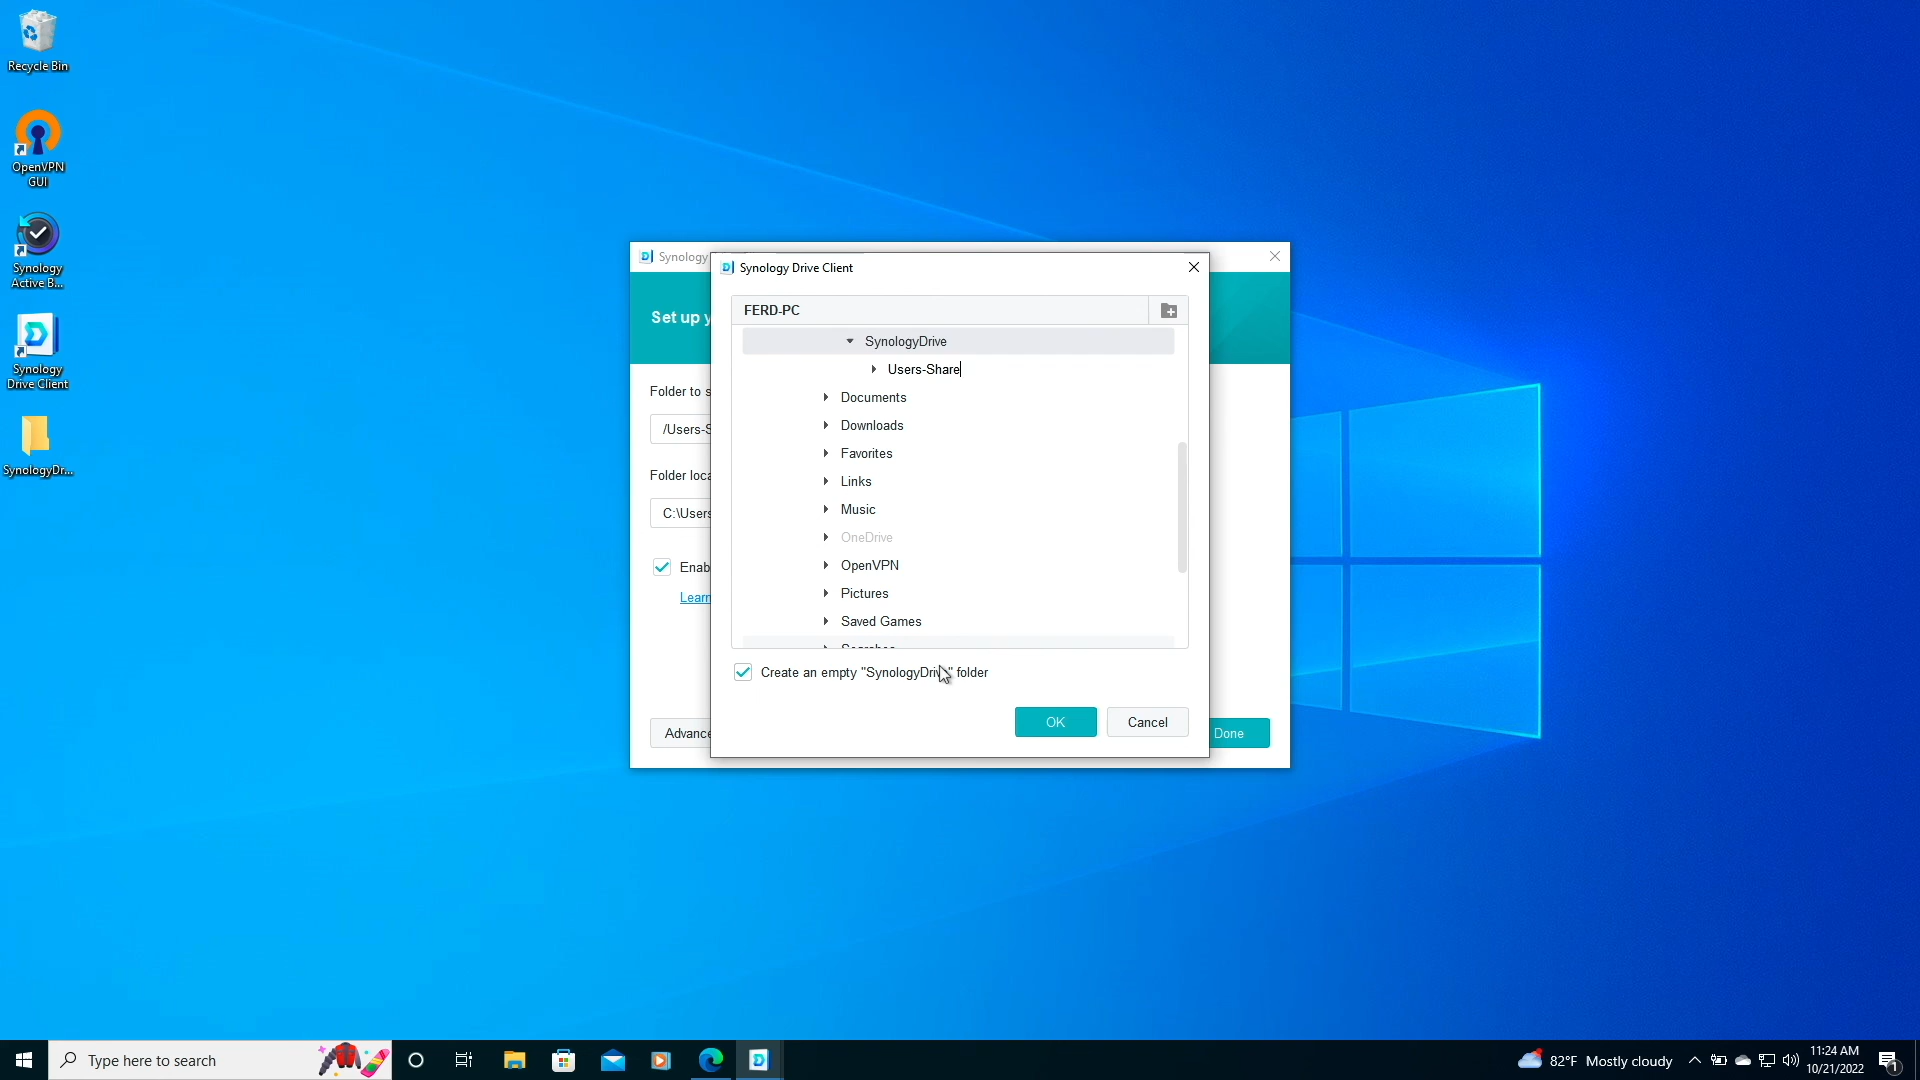 Recycle Bin
OpenVPN
GUI
Synology
Active B...
Synology
Drive Client
SynologyDr...
Synology
Set up y
Folder to s
/Users-S
Folder loca
C:\Users
Enab
Learn
Advance
Done
Synology Drive Client
FERD-PC
SynologyDrive
Users-Share
Documents
Downloads
Favorites
Links
Music
OneDrive
OpenVPN
Pictures
Saved Games
Searches
Create an empty "SynologyDrive" folder
OK
Cancel
Type here to search
82°F Mostly cloudy
11:24 AM
10/21/2022
1